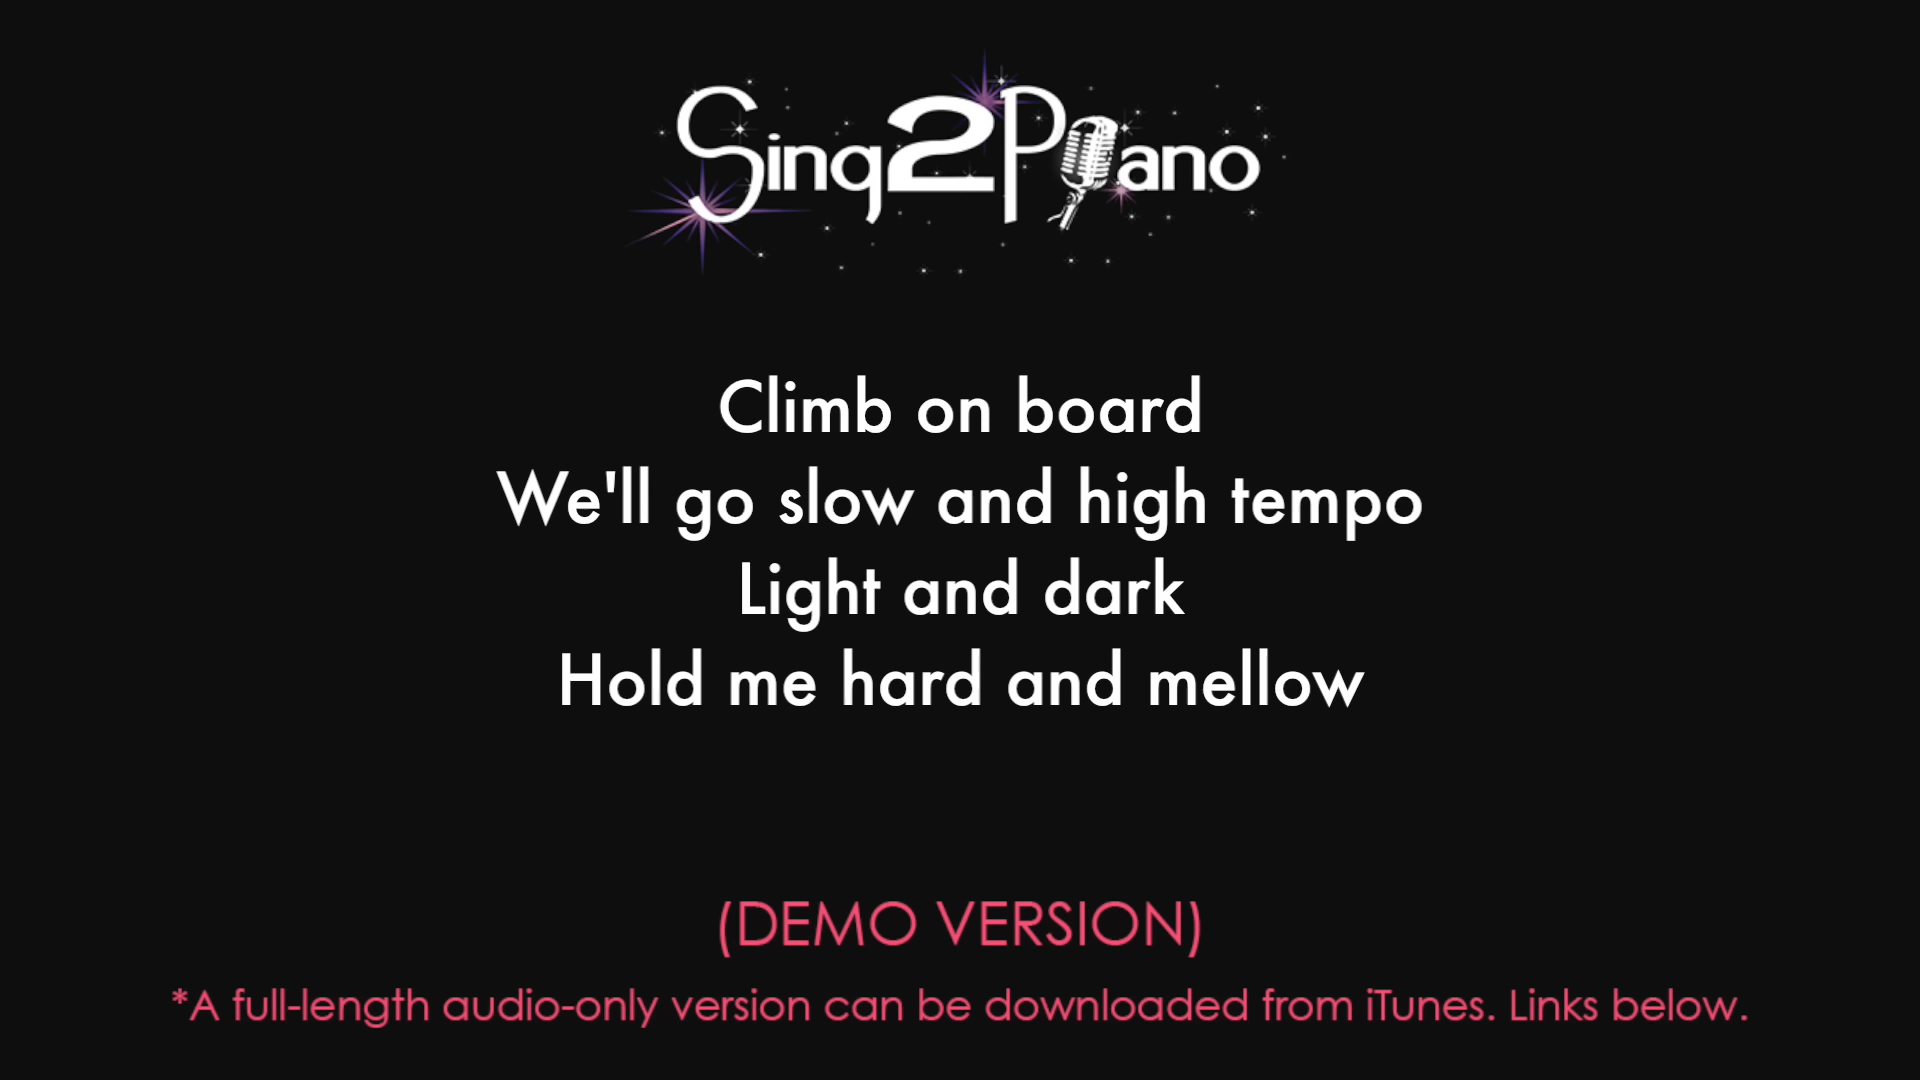 Sing2Piano
Climb on board
We'll go slow and high tempo
Light and dark
Hold me hard and mellow
(DEMO VERSION)
*A full-length audio-only version can be downloaded from iTunes. Links below.